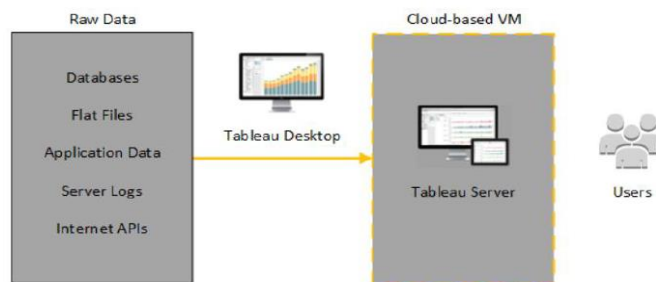 Raw Data
Databases
Flat Files
Application Data
Server Logs
Internet APIs
Tableau Desktop
Cloud-based VM
Tableau Server
Users